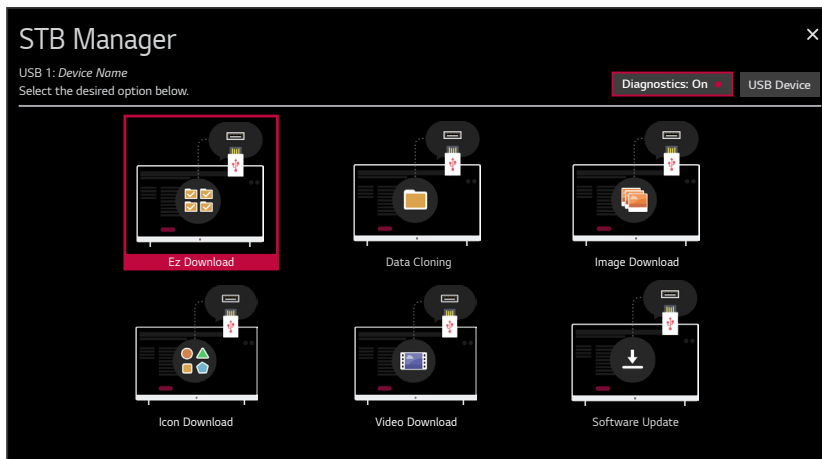 STB Manager
×
USB 1: Device Name
Select the desired option below.
Diagnostics: On
USB Device
Ez Download
Data Cloning
Image Download
Icon Download
Video Download
Software Update